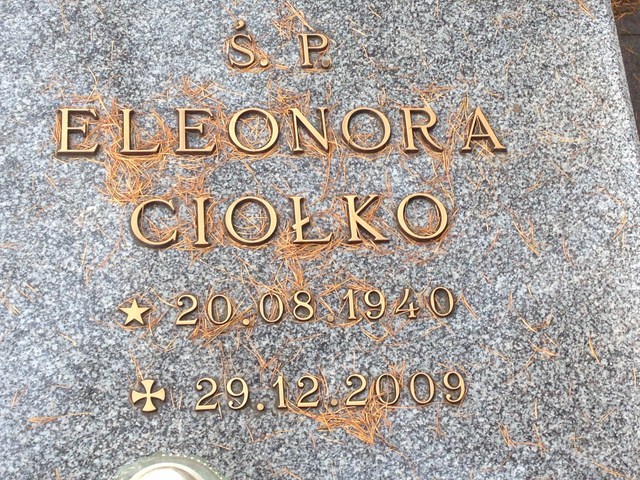 Ś. P.
ELEONORA
CIOŁKO
★ 20.08.1940
✠ 29.12.2009